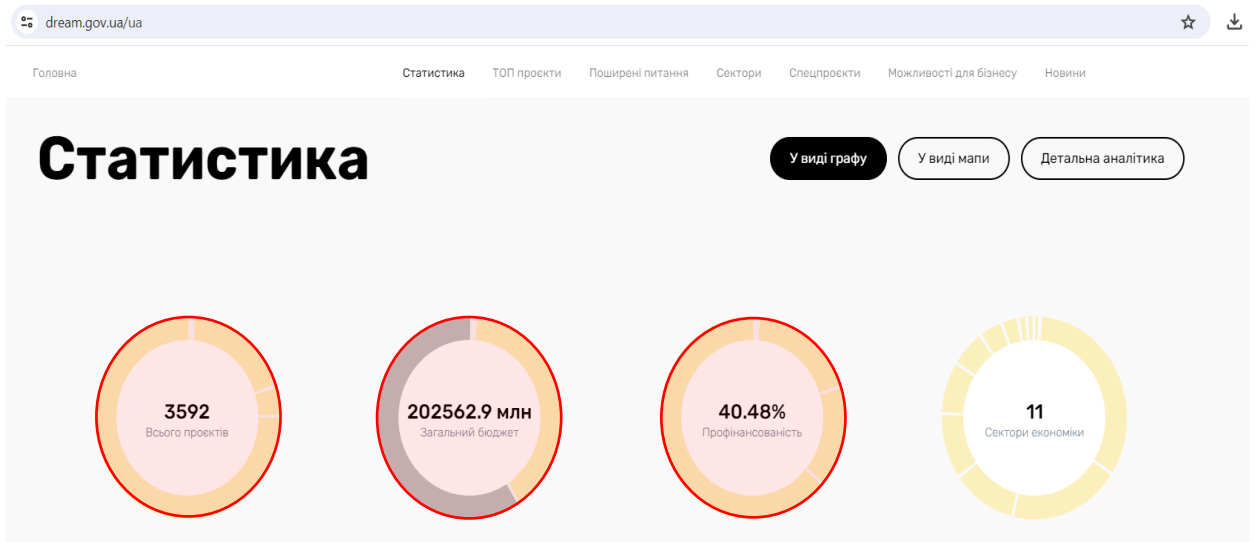 dream.gov.ua/ua
Головна Статистика ТОП проєкти Поширені питання Сектори Спецпроєкти Можливості для бізнесу Новини
Статистика
У виді графу У виді мапи Детальна аналітика
3592 202562.9 млн 40.48% 11
Всього проєктів Загальний бюджет Профінансованість Сектори економіки